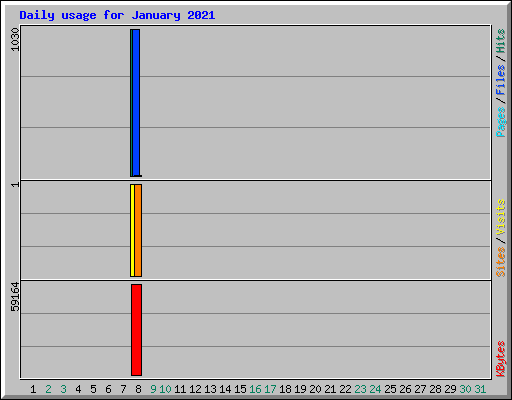 Daily usage for January 2021
1030
Pages / Files / Hits
1
Sites / Visits
59164
KBytes
1 2 3 4 5 6 7 8 9 10 11 12 13 14 15 16 17 18 19 20 21 22 23 24 25 26 27 28 29 30 31